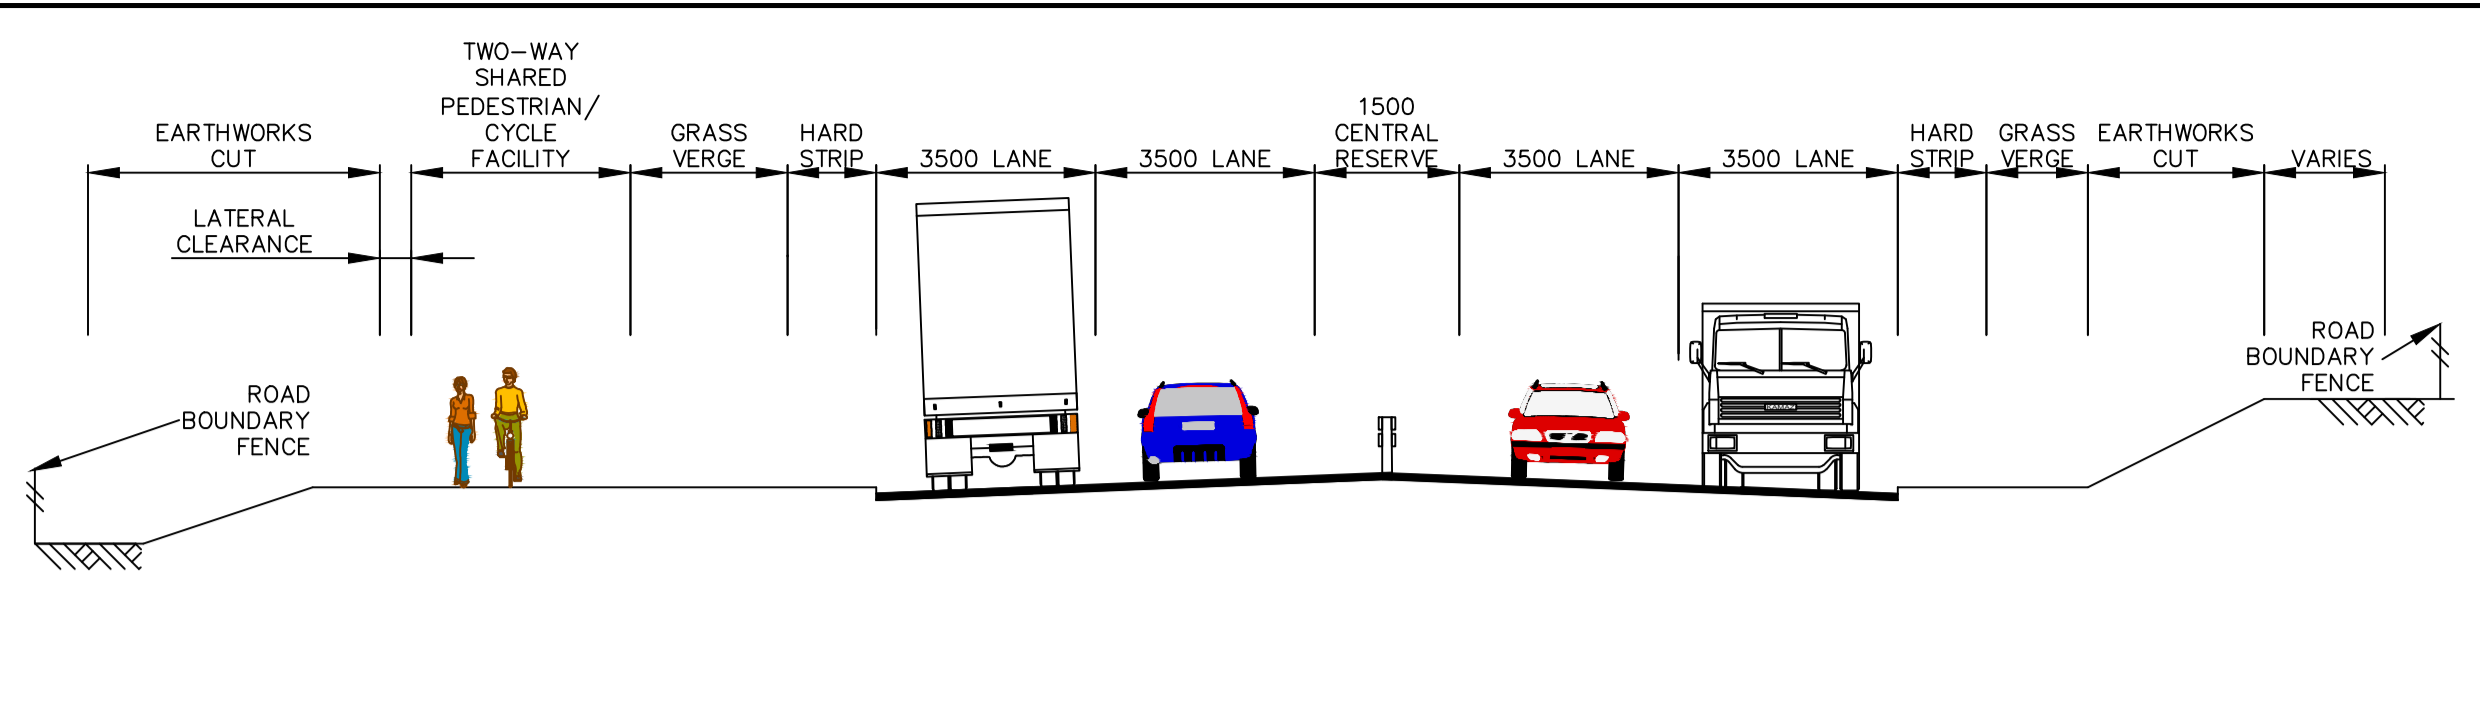 EARTHWORKS
CUT
TWO-WAY
SHARED
PEDESTRIAN/
CYCLE
FACILITY
GRASS
VERGE
HARD
STRIP
3500 LANE
3500 LANE
1500
CENTRAL
RESERVE
3500 LANE
3500 LANE
HARD
STRIP
GRASS
VERGE
EARTHWORKS
CUT
VARIES
LATERAL
CLEARANCE
ROAD
BOUNDARY
FENCE
ROAD
BOUNDARY
FENCE
KAMAZ